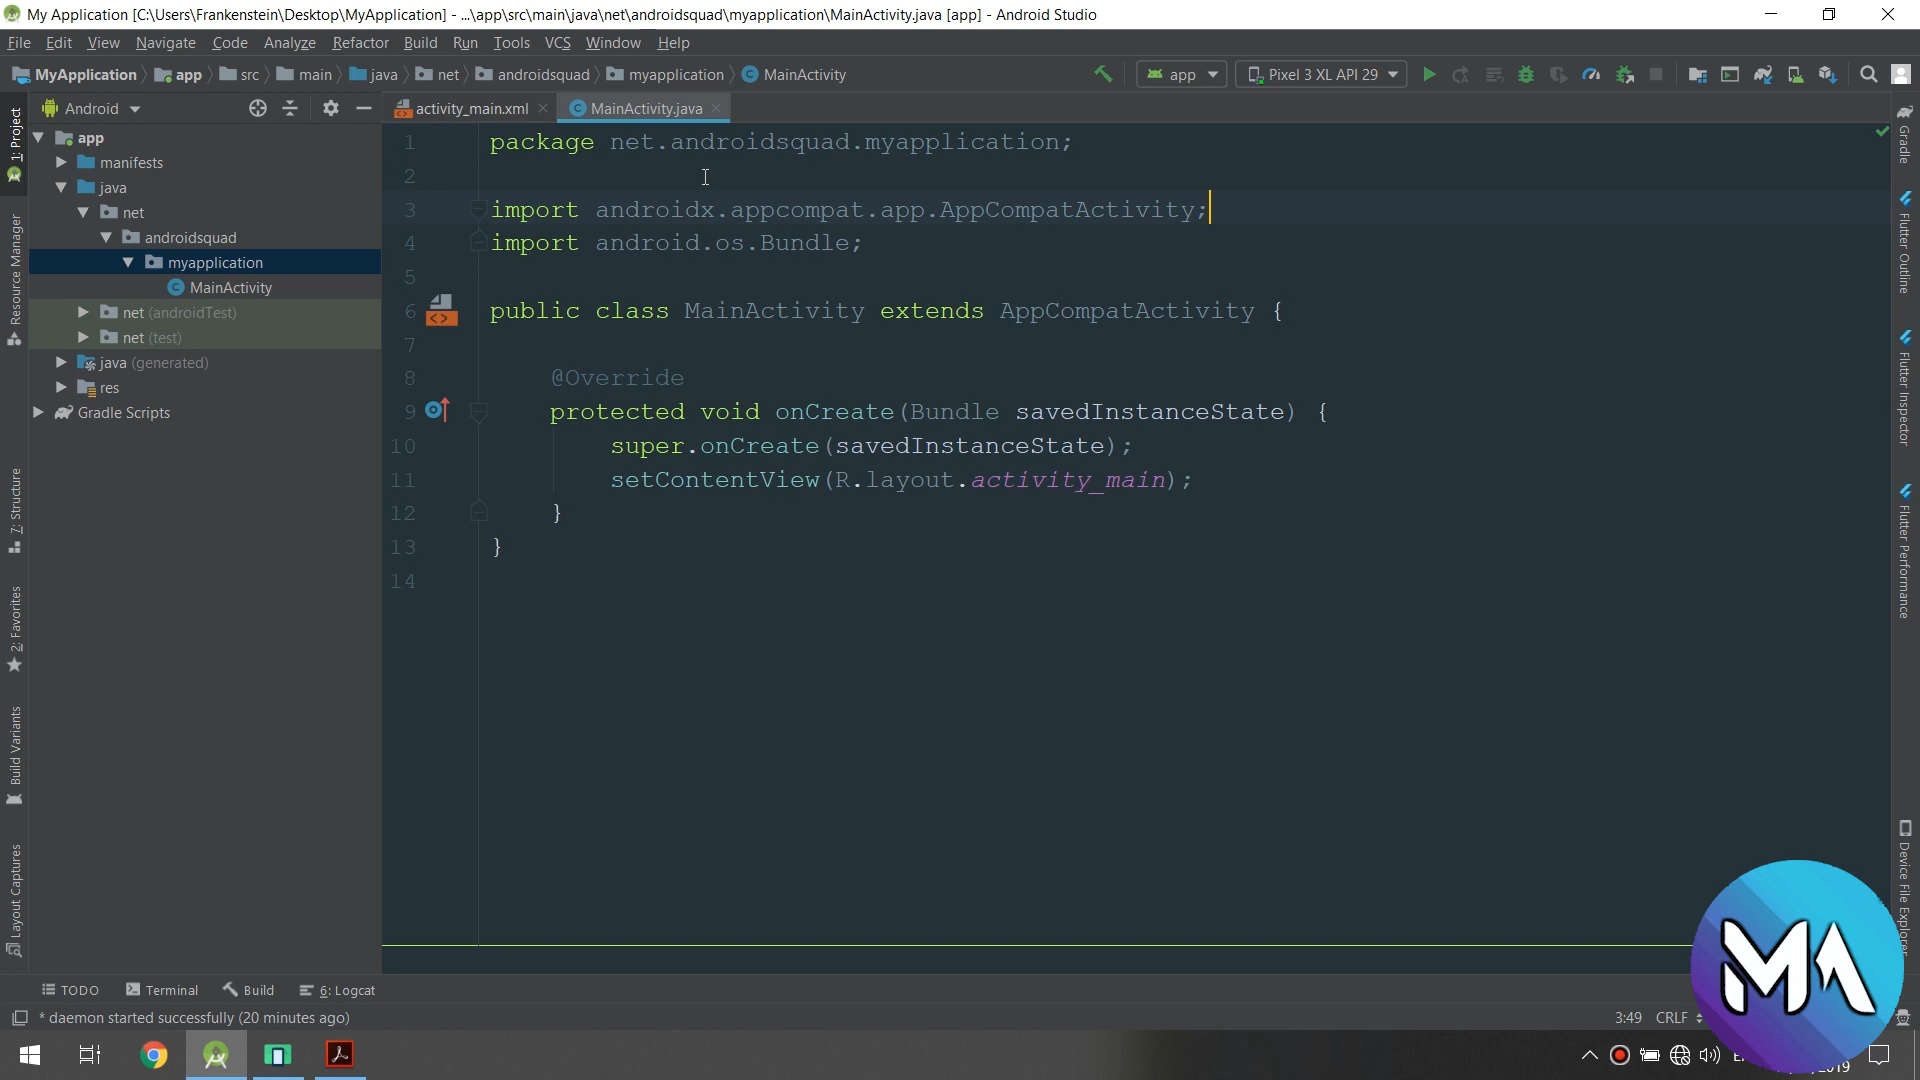 My Application [C:\Users\Frankenstein\Desktop\MyApplication] - ...\app\src\main\java\net\androidsquad\myapplication\MainActivity.java [app] - Android Studio
File Edit View Navigate Code Analyze Refactor Build Run Tools VCS Window Help
MyApplication app src main java net androidsquad myapplication MainActivity app Pixel 3 XL API 29
Android activity_main.xml MainActivity.java
app
manifests
java
net
androidsquad
myapplication
MainActivity
net (androidTest)
net (test)
java (generated)
res
Gradle Scripts
1: Project
Resource Manager
7: Structure
2: Favorites
Build Variants
Layout Captures
1 package net.androidsquad.myapplication;
2
3 import androidx.appcompat.app.AppCompatActivity;
4 import android.os.Bundle;
5
6 public class MainActivity extends AppCompatActivity {
7
8 @Override
9 protected void onCreate(Bundle savedInstanceState) {
10 super.onCreate(savedInstanceState);
11 setContentView(R.layout.activity_main);
12 }
13 }
14
Gradle
Flutter Outline
Flutter Inspector
Flutter Performance
Device File Explorer
MA
TODO Terminal Build 6: Logcat
* daemon started successfully (20 minutes ago) 3:49 CRLF